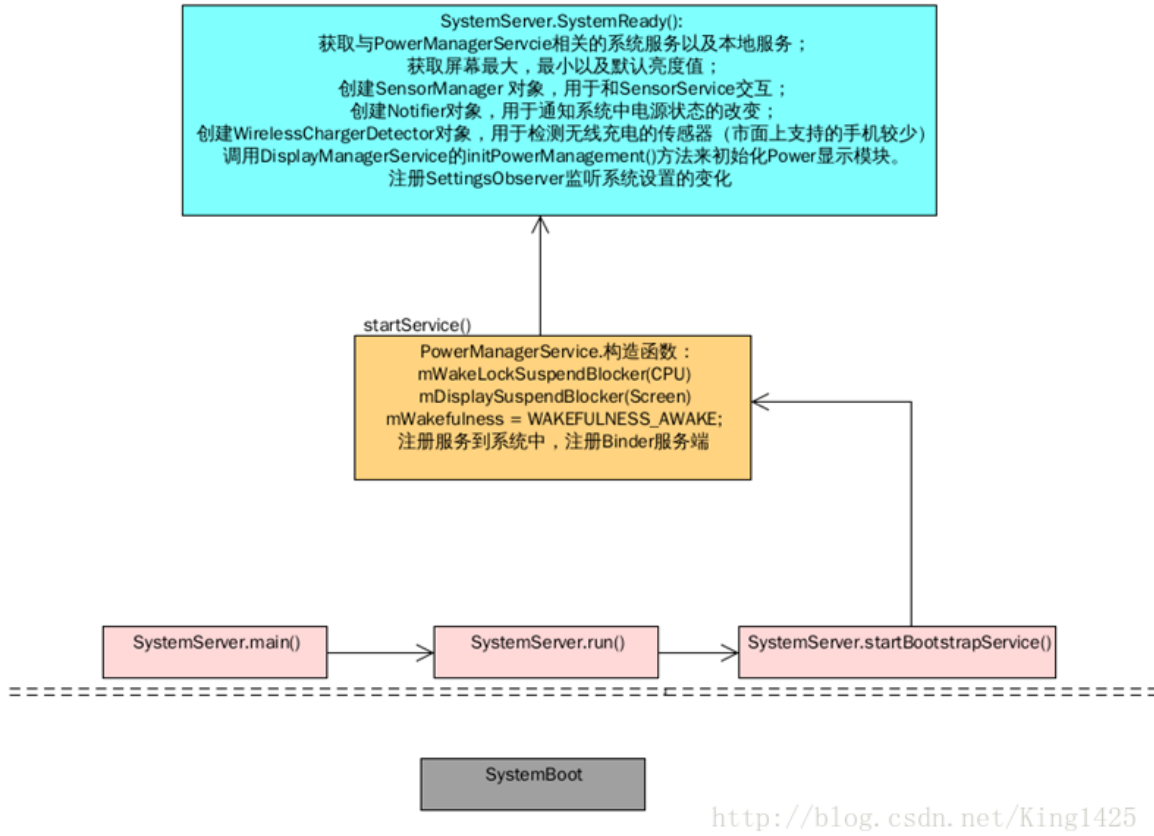 SystemServer.SystemReady():
获取与PowerManagerServcie相关的系统服务以及本地服务；
获取屏幕最大，最小以及默认亮度值；
创建SensorManager 对象，用于和SensorService交互；
创建Notifier对象，用于通知系统中电源状态的改变；
创建WirelessChargerDetector对象，用于检测无线充电的传感器（市面上支持的手机较少）
调用DisplayManagerService的initPowerManagement()方法来初始化Power显示模块。
注册SettingsObserver监听系统设置的变化
startService()
PowerManagerService.构造函数：
mWakeLockSuspendBlocker(CPU)
mDisplaySuspendBlocker(Screen)
mWakefulness = WAKEFULNESS_AWAKE;
注册服务到系统中，注册Binder服务端
SystemServer.main()
SystemServer.run()
SystemServer.startBootstrapService()
SystemBoot
http://blog.csdn.net/King1425